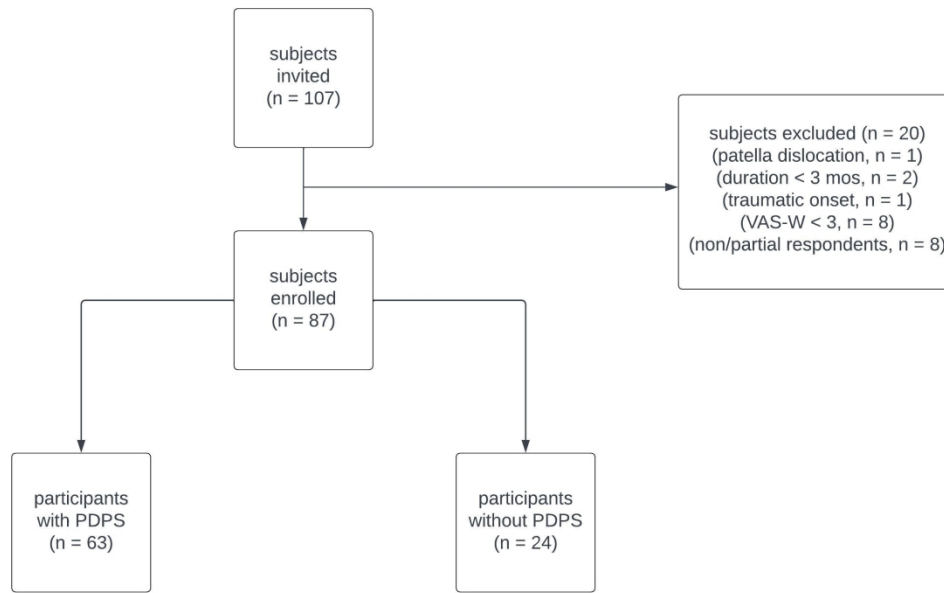 subjects
invited
(n = 107)
subjects excluded (n = 20)
(patella dislocation, n = 1)
(duration < 3 mos, n = 2)
(traumatic onset, n = 1)
(VAS-W < 3, n = 8)
(non/partial respondents, n = 8)
subjects
enrolled
(n = 87)
participants
with PDPS
(n = 63)
participants
without PDPS
(n = 24)